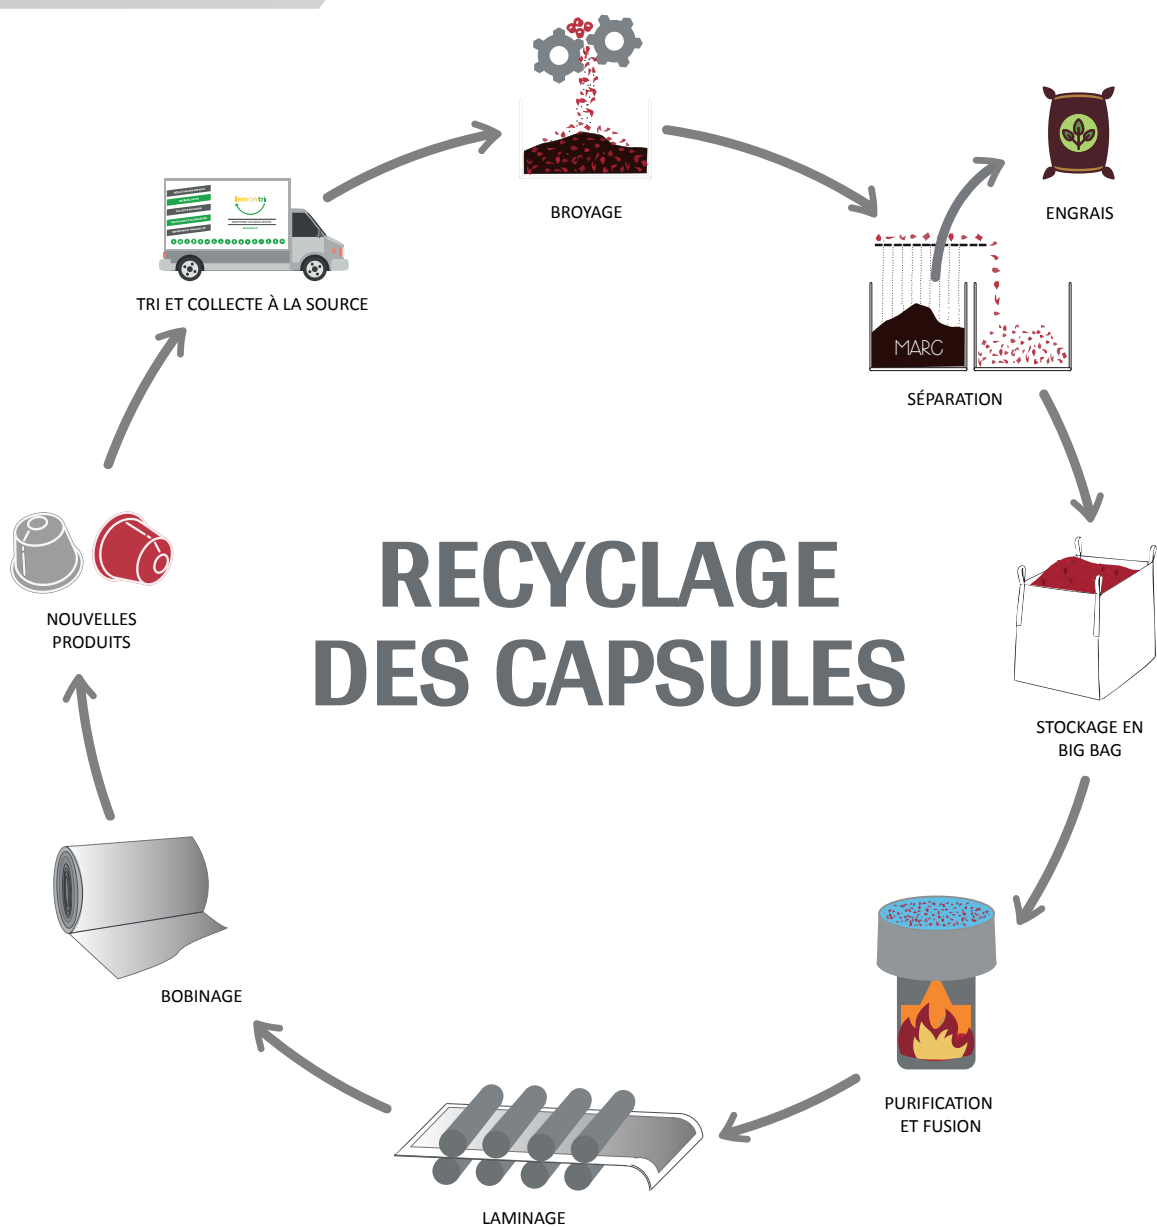 BROYAGE
ENGRAIS
lemontri
TRI ET COLLECTE À LA SOURCE
MARC
SÉPARATION
RECYCLAGE
DES CAPSULES
NOUVELLES
PRODUITS
STOCKAGE EN
BIG BAG
BOBINAGE
PURIFICATION
ET FUSION
LAMINAGE